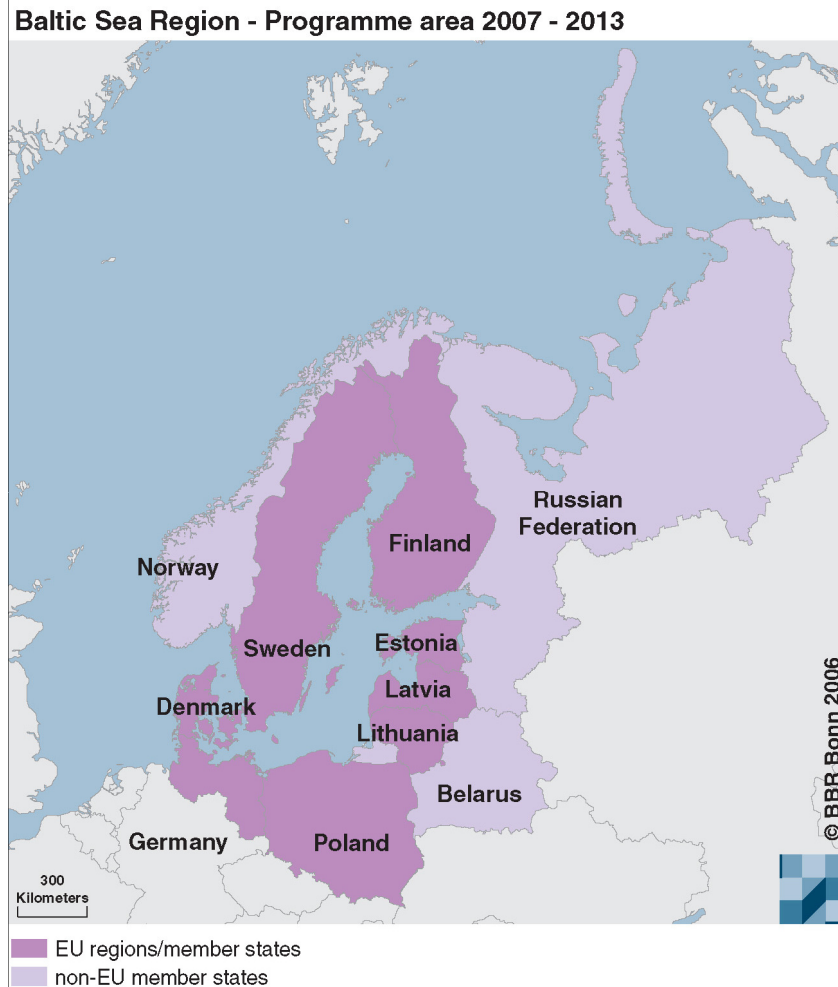 Baltic Sea Region - Programme area 2007 - 2013
Russian
Federation
Finland
Norway
Estonia
Sweden
Latvia
Denmark
Lithuania
Belarus
Germany
Poland
300
Kilometers
© BBR Bonn 2006
EU regions/member states
non-EU member states